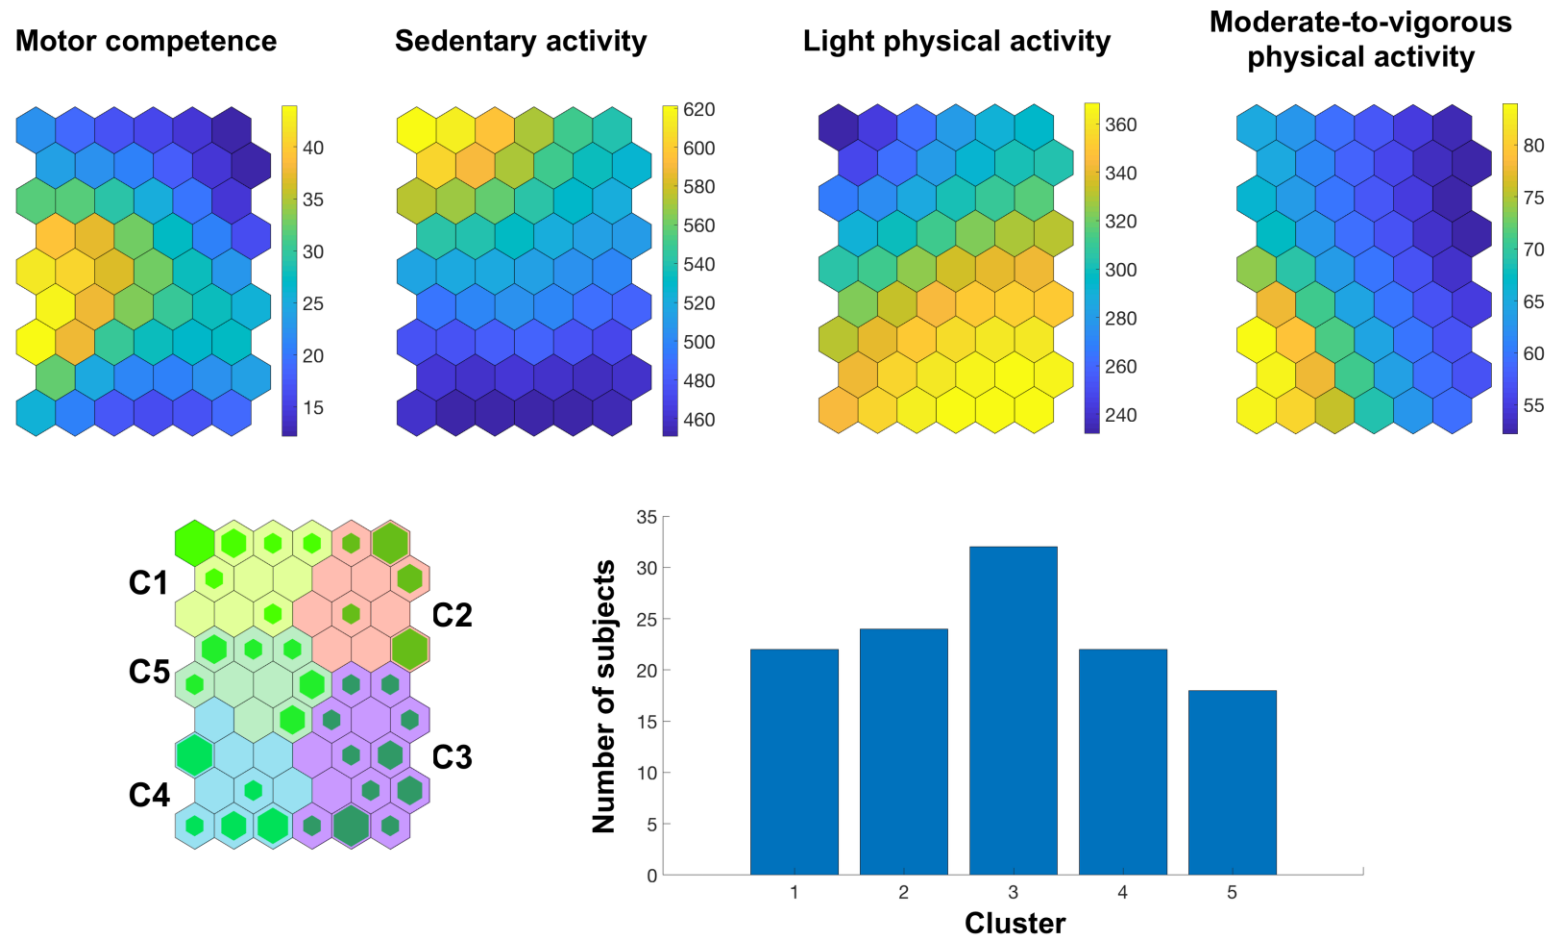 Motor competence
Sedentary activity
Light physical activity
Moderate-to-vigorous
physical activity
40
35
30
25
20
15
620
600
580
560
540
520
500
480
460
360
340
320
300
280
260
240
80
75
70
65
60
55
C1
C2
C5
C3
C4
Number of subjects
35
30
25
20
15
10
5
0
1 2 3 4 5
Cluster